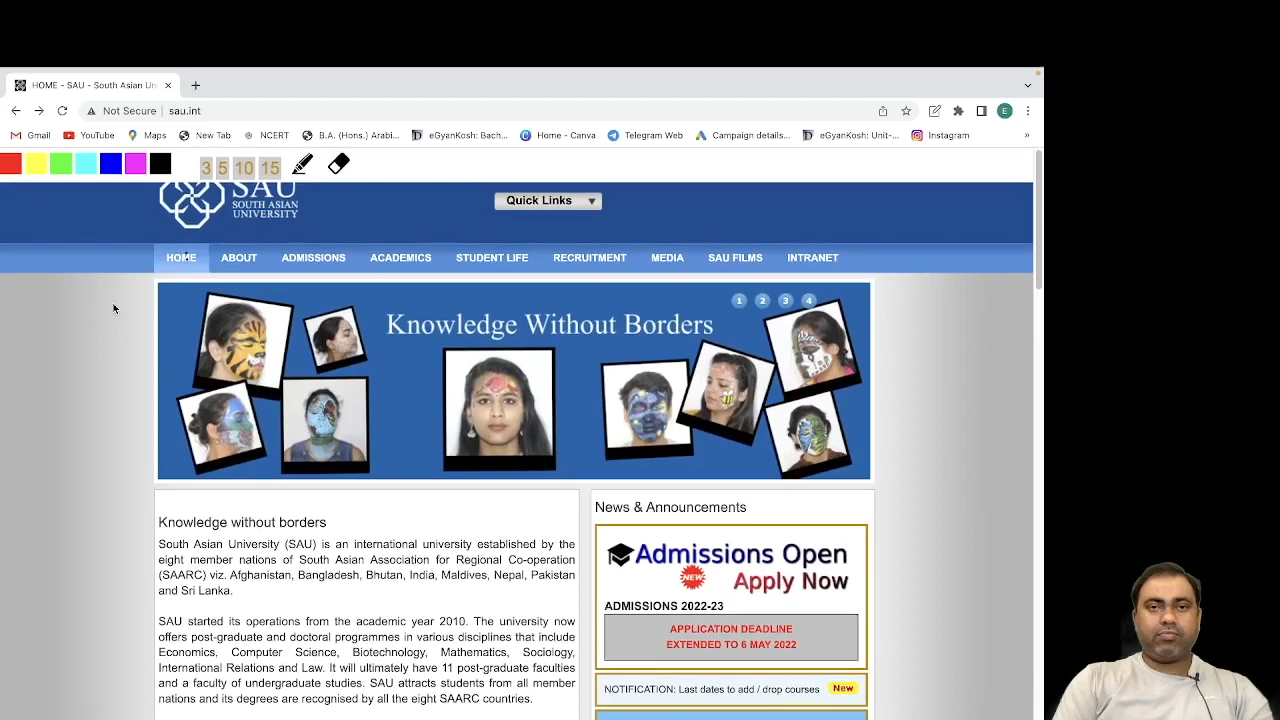 HOME - SAU - South Asian Un
Not Secure
sau.int
E
Gmail
YouTube
Maps
New Tab
NCERT
B.A. (Hons.) Arabi...
eGyanKosh: Bach...
Home - Canva
Telegram Web
Campaign details...
eGyanKosh: Unit-...
Instagram
»
3 5 10 15
SAU
SOUTH ASIAN
UNIVERSITY
Quick Links
HOME ABOUT ADMISSIONS ACADEMICS STUDENT LIFE RECRUITMENT MEDIA SAU FILMS INTRANET
1 2 3 4
Knowledge Without Borders
Knowledge without borders
South Asian University (SAU) is an international university established by the
eight member nations of South Asian Association for Regional Co-operation
(SAARC) viz. Afghanistan, Bangladesh, Bhutan, India, Maldives, Nepal, Pakistan
and Sri Lanka.
SAU started its operations from the academic year 2010. The university now
offers post-graduate and doctoral programmes in various disciplines that include
Economics, Computer Science, Biotechnology, Mathematics, Sociology,
International Relations and Law. It will ultimately have 11 post-graduate faculties
and a faculty of undergraduate studies. SAU attracts students from all member
nations and its degrees are recognised by all the eight SAARC countries.
News & Announcements
Admissions Open
NEW
Apply Now
ADMISSIONS 2022-23
APPLICATION DEADLINE
EXTENDED TO 6 MAY 2022
NOTIFICATION: Last dates to add / drop courses
New